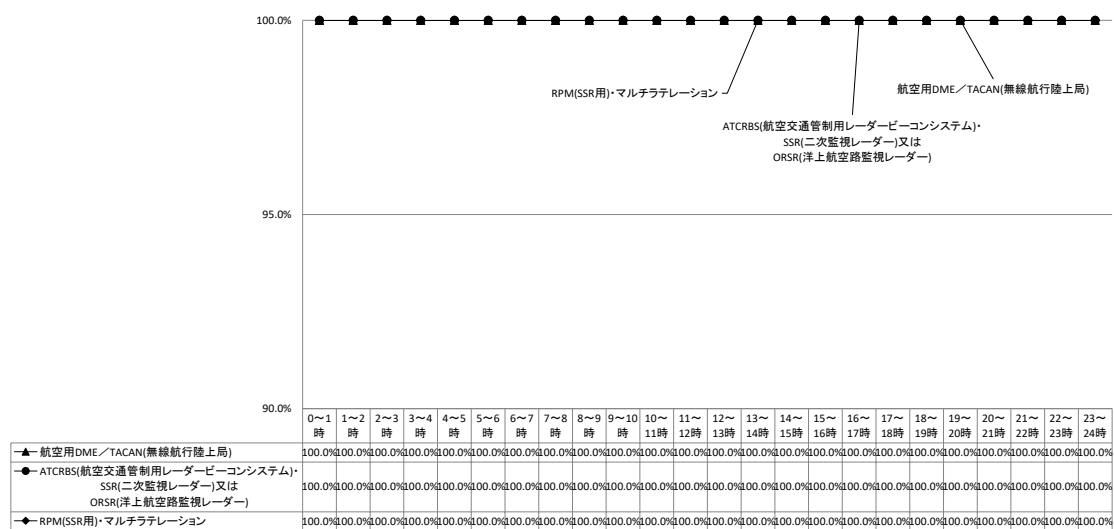 100.0%
RPM(SSR用)・マルチラテレーション
航空用DME／TACAN(無線航行陸上局)
ATCRBS(航空交通管制用レーダービーコンシステム)・
SSR(二次監視レーダー)又は
ORSR(洋上航空路監視レーダー)
95.0%
90.0%
0～1時 1～2時 2～3時 3～4時 4～5時 5～6時 6～7時 7～8時 8～9時 9～10時 10～11時 11～12時 12～13時 13～14時 14～15時 15～16時 16～17時 17～18時 18～19時 19～20時 20～21時 21～22時 22～23時 23～24時
航空用DME／TACAN(無線航行陸上局) 100.0% 100.0% 100.0% 100.0% 100.0% 100.0% 100.0% 100.0% 100.0% 100.0% 100.0% 100.0% 100.0% 100.0% 100.0% 100.0% 100.0% 100.0% 100.0% 100.0% 100.0% 100.0% 100.0% 100.0%
ATCRBS(航空交通管制用レーダービーコンシステム)・
SSR(二次監視レーダー)又は
ORSR(洋上航空路監視レーダー) 100.0% 100.0% 100.0% 100.0% 100.0% 100.0% 100.0% 100.0% 100.0% 100.0% 100.0% 100.0% 100.0% 100.0% 100.0% 100.0% 100.0% 100.0% 100.0% 100.0% 100.0% 100.0% 100.0% 100.0%
RPM(SSR用)・マルチラテレーション 100.0% 100.0% 100.0% 100.0% 100.0% 100.0% 100.0% 100.0% 100.0% 100.0% 100.0% 100.0% 100.0% 100.0% 100.0% 100.0% 100.0% 100.0% 100.0% 100.0% 100.0% 100.0% 100.0% 100.0%